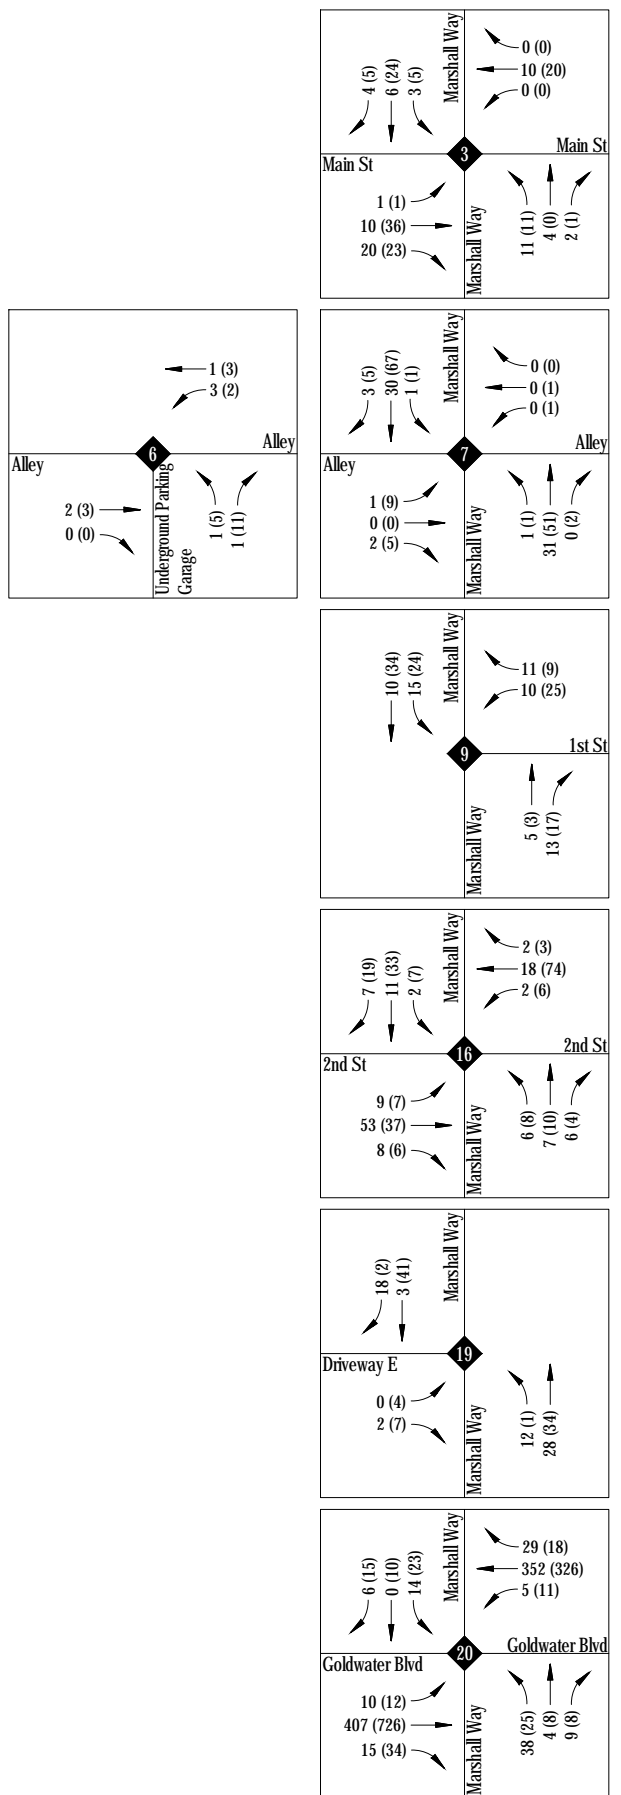 Marshall Way
0 (0)
10 (20)
0 (0)
4 (5)
6 (24)
3 (5)
3
Main St
Main St
1 (1)
10 (36)
20 (23)
Marshall Way
11 (11)
4 (0)
2 (1)
1 (3)
3 (2)
6
Alley
Alley
2 (3)
0 (0)
Underground Parking
Garage
1 (5)
1 (11)
Marshall Way
0 (0)
0 (1)
0 (1)
3 (5)
30 (67)
1 (1)
7
Alley
Alley
1 (9)
0 (0)
2 (5)
Marshall Way
1 (1)
31 (51)
0 (2)
Marshall Way
11 (9)
10 (25)
10 (34)
15 (24)
9
1st St
Marshall Way
5 (3)
13 (17)
Marshall Way
2 (3)
18 (74)
2 (6)
7 (19)
11 (33)
2 (7)
16
2nd St
2nd St
9 (7)
53 (37)
8 (6)
Marshall Way
6 (8)
7 (10)
6 (4)
Marshall Way
18 (2)
3 (41)
19
Driveway E
0 (4)
2 (7)
Marshall Way
12 (1)
28 (34)
Marshall Way
29 (18)
352 (326)
5 (11)
6 (15)
0 (10)
14 (23)
20
Goldwater Blvd
Goldwater Blvd
10 (12)
407 (726)
15 (34)
Marshall Way
38 (25)
4 (8)
9 (8)